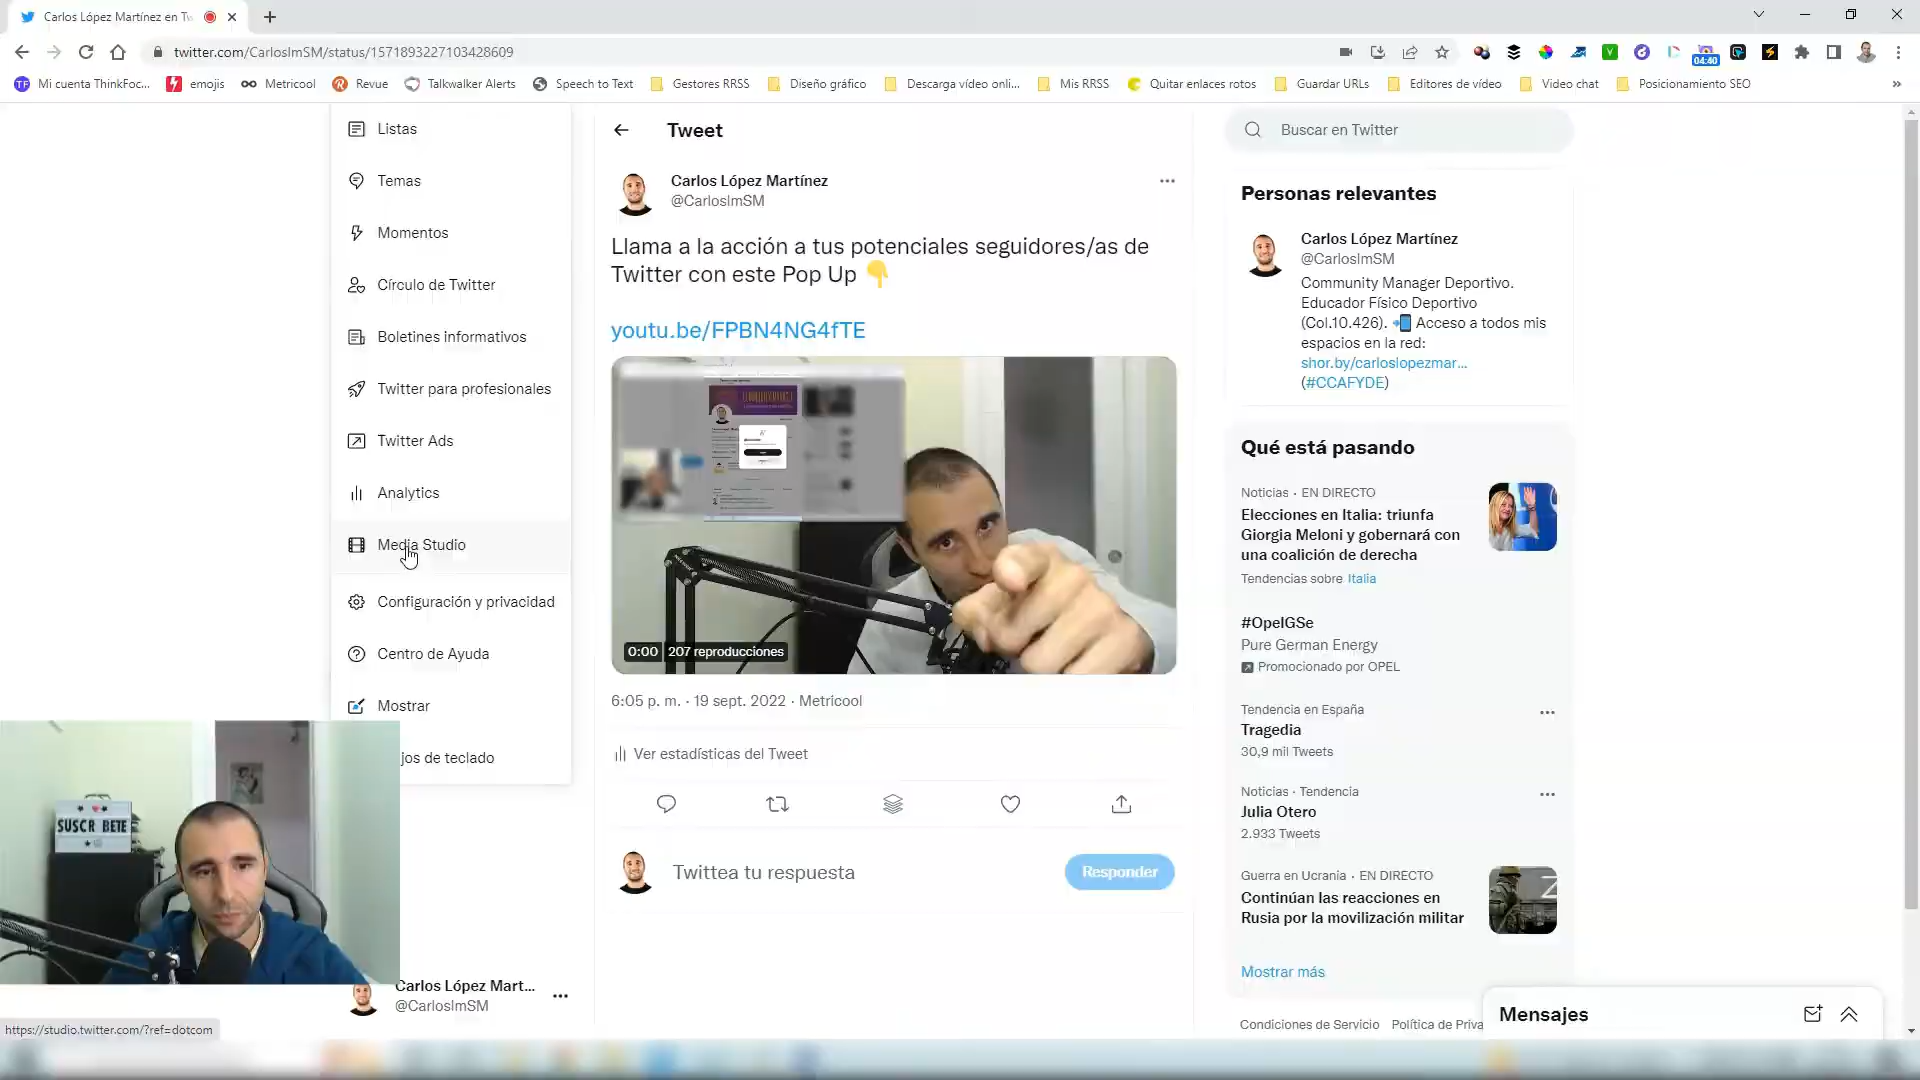 Carlos López Martínez en Tw
twitter.com/CarloslmSM/status/1571893227103428609
04:40
TF
Mi cuenta ThinkFoc...
emojis
Metricool
Revue
Talkwalker Alerts
Speech to Text
Gestores RRSS
Diseño gráfico
Descarga vídeo onli...
Mis RRSS
Quitar enlaces rotos
Guardar URLs
Editores de vídeo
Video chat
Posicionamiento SEO
Listas
Temas
Momentos
Círculo de Twitter
Boletines informativos
Twitter para profesionales
Twitter Ads
Analytics
Media Studio
Configuración y privacidad
Centro de Ayuda
Mostrar
jos de teclado
SUSCR BETE
Carlos López Mart...
@CarloslmSM
https://studio.twitter.com/?ref=dotcom
Tweet
Carlos López Martínez
@CarloslmSM
Llama a la acción a tus potenciales seguidores/as de
Twitter con este Pop Up 👇
youtu.be/FPBN4NG4fTE
0:00
207 reproducciones
6:05 p. m. · 19 sept. 2022 · Metricool
Ver estadísticas del Tweet
Twittea tu respuesta
Responder
Buscar en Twitter
Personas relevantes
Carlos López Martínez
@CarloslmSM
Community Manager Deportivo.
Educador Físico Deportivo
(Col.10.426). 📲 Acceso a todos mis
espacios en la red:
shor.by/carloslopezmar...
(#CCAFYDE)
Qué está pasando
Noticias · EN DIRECTO
Elecciones en Italia: triunfa
Giorgia Meloni y gobernará con
una coalición de derecha
Tendencias sobre Italia
#OpelGSe
Pure German Energy
Promocionado por OPEL
Tendencia en España
Tragedia
30,9 mil Tweets
Noticias · Tendencia
Julia Otero
2.933 Tweets
Guerra en Ucrania · EN DIRECTO
Continúan las reacciones en
Rusia por la movilización militar
Mostrar más
Condiciones de Servicio
Política de Priva
Mensajes